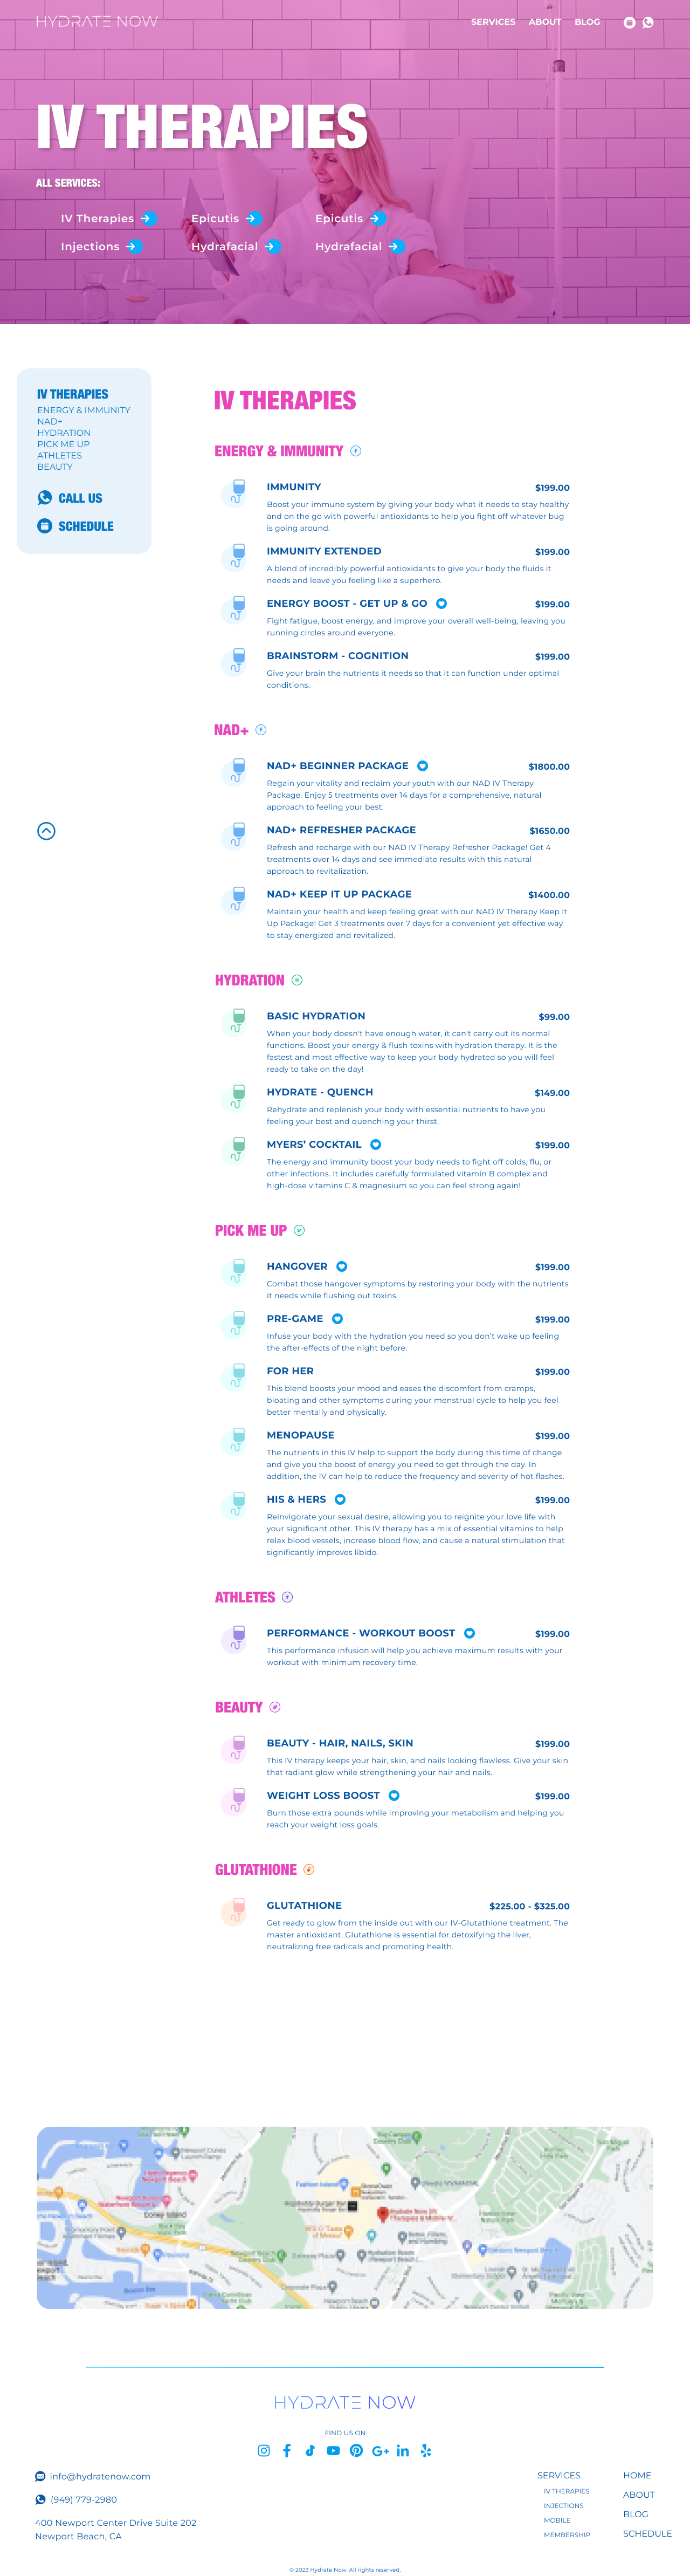 HYDRATE NOW
SERVICES ABOUT BLOG
IV THERAPIES
ALL SERVICES:
IV Therapies Epicutis Epicutis
Injections Hydrafacial Hydrafacial
IV THERAPIES
ENERGY & IMMUNITY
NAD+
HYDRATION
PICK ME UP
ATHLETES
BEAUTY
CALL US
SCHEDULE
IV THERAPIES
ENERGY & IMMUNITY
IMMUNITY $199.00
Boost your immune system by giving your body what it needs to stay healthy
and on the go with powerful antioxidants to help you fight off whatever bug
is going around.
IMMUNITY EXTENDED $199.00
A blend of incredibly powerful antioxidants to give your body the fluids it
needs and leave you feeling like a superhero.
ENERGY BOOST - GET UP & GO $199.00
Fight fatigue, boost energy, and improve your overall well-being, leaving you
running circles around everyone.
BRAINSTORM - COGNITION $199.00
Give your brain the nutrients it needs so that it can function under optimal
conditions.
NAD+
NAD+ BEGINNER PACKAGE $1800.00
Regain your vitality and reclaim your youth with our NAD IV Therapy
Package. Enjoy 5 treatments over 14 days for a comprehensive, natural
approach to feeling your best.
NAD+ REFRESHER PACKAGE $1650.00
Refresh and recharge with our NAD IV Therapy Refresher Package! Get 4
treatments over 14 days and see immediate results with this natural
approach to revitalization.
NAD+ KEEP IT UP PACKAGE $1400.00
Maintain your health and keep feeling great with our NAD IV Therapy Keep It
Up Package! Get 3 treatments over 7 days for a convenient yet effective way
to stay energized and revitalized.
HYDRATION
BASIC HYDRATION $99.00
When your body doesn't have enough water, it can't carry out its normal
functions. Boost your energy & flush toxins with hydration therapy. It is the
fastest and most effective way to keep your body hydrated so you will feel
ready to take on the day!
HYDRATE - QUENCH $149.00
Rehydrate and replenish your body with essential nutrients to have you
feeling your best and quenching your thirst.
MYERS’ COCKTAIL $199.00
The energy and immunity boost your body needs to fight off colds, flu, or
other infections. It includes carefully formulated vitamin B complex and
high-dose vitamins C & magnesium so you can feel strong again!
PICK ME UP
HANGOVER $199.00
Combat those hangover symptoms by restoring your body with the nutrients
it needs while flushing out toxins.
PRE-GAME $199.00
Infuse your body with the hydration you need so you don’t wake up feeling
the after-effects of the night before.
FOR HER $199.00
This blend boosts your mood and eases the discomfort from cramps,
bloating and other symptoms during your menstrual cycle to help you feel
better mentally and physically.
MENOPAUSE $199.00
The nutrients in this IV help to support the body during this time of change
and give you the boost of energy you need to get through the day. In
addition, the IV can help to reduce the frequency and severity of hot flashes.
HIS & HERS $199.00
Reinvigorate your sexual desire, allowing you to reignite your love life with
your significant other. This IV therapy has a mix of essential vitamins to help
relax blood vessels, increase blood flow, and cause a natural stimulation that
significantly improves libido.
ATHLETES
PERFORMANCE - WORKOUT BOOST $199.00
This performance infusion will help you achieve maximum results with your
workout with minimum recovery time.
BEAUTY
BEAUTY - HAIR, NAILS, SKIN $199.00
This IV therapy keeps your hair, skin, and nails looking flawless. Give your skin
that radiant glow while strengthening your hair and nails.
WEIGHT LOSS BOOST $199.00
Burn those extra pounds while improving your metabolism and helping you
reach your weight loss goals.
GLUTATHIONE
GLUTATHIONE $225.00 - $325.00
Get ready to glow from the inside out with our IV-Glutathione treatment. The
master antioxidant, Glutathione is essential for detoxifying the liver,
neutralizing free radicals and promoting health.
Fashion Island
HYDRATE NOW
FIND US ON
info@hydratenow.com
(949) 779-2980
400 Newport Center Drive Suite 202
Newport Beach, CA
SERVICES
IV THERAPIES
INJECTIONS
MOBILE
MEMBERSHIP
HOME
ABOUT
BLOG
SCHEDULE
© 2023 Hydrate Now. All rights reserved.